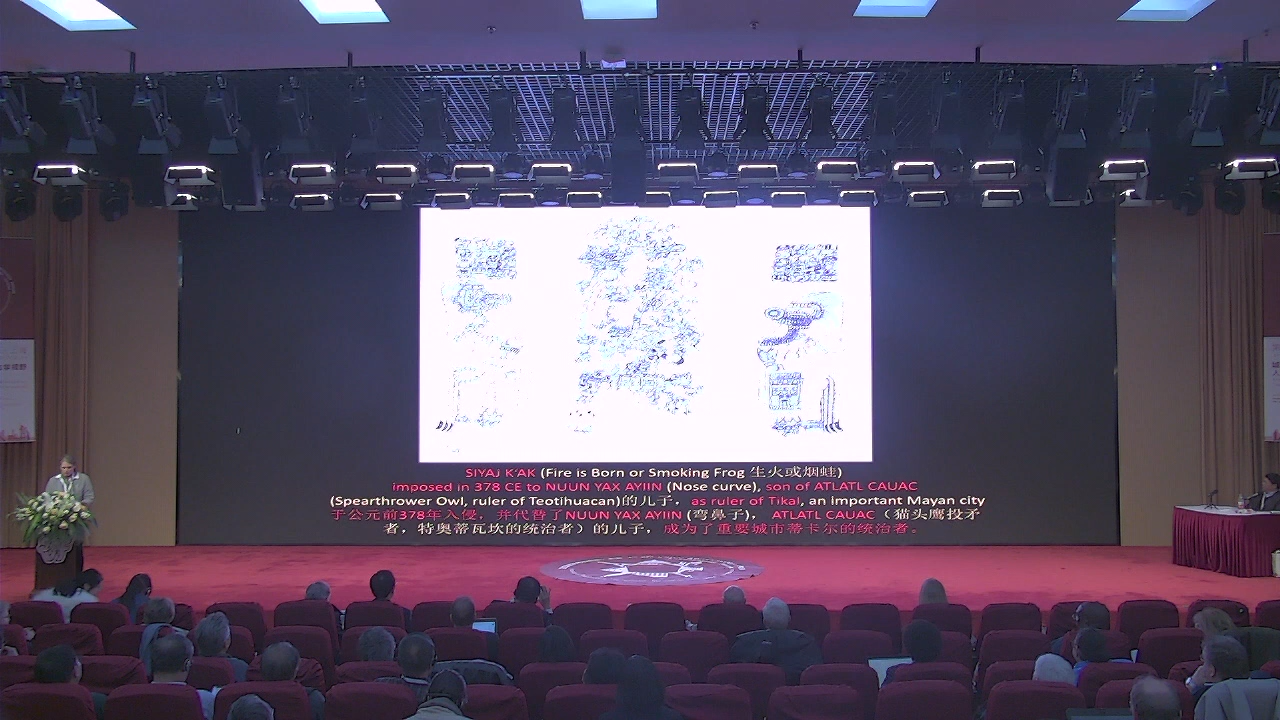 SIYAJ K'AK (Fire is Born or Smoking Frog 生火或烟蛙)
imposed in 378 CE to NUUN YAX AYIIN (Nose curve), son of ATLATL CAUAC
(Spearthrower Owl, ruler of Teotihuacan)的儿子, as ruler of Tikal, an important Mayan city
于公元前378年入侵，并代替了NUUN YAX AYIIN (弯鼻子)， ATLATL CAUAC（猫头鹰投矛
者，特奥蒂瓦坎的统治者）的儿子，成为了重要城市蒂卡尔的统治者。